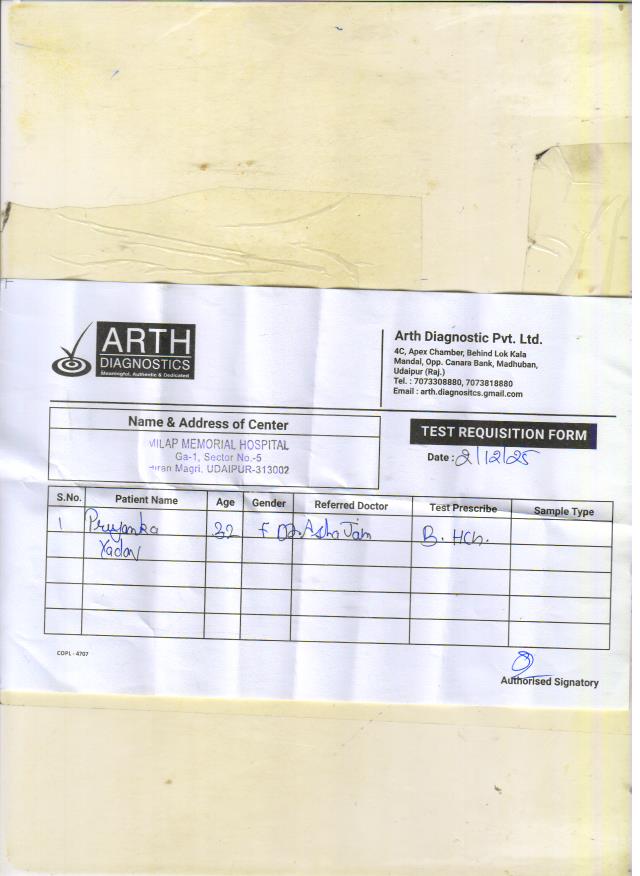 ARTH
DIAGNOSTICS
Meaningful, Authentic & Dedicated
Arth Diagnostic Pvt. Ltd.
4C, Apex Chamber, Behind Lok Kala
Mandal, Opp. Canara Bank, Madhuban,
Udaipur (Raj.)
Tel. : 7073308880, 7073818880
Email : arth.diagnositcs.gmail.com
Name & Address of Center
MILAP MEMORIAL HOSPITAL
Ga-1, Sector No.-5
Magri, UDAIPUR-313002
TEST REQUISITION FORM
Date : 2/12/25
S.No. Patient Name Age Gender Referred Doctor Test Prescribe Sample Type
1 Priyanka 32 F Dr Asha Jain B. HCG.
Yadav
COPL - 4707
Authorised Signatory